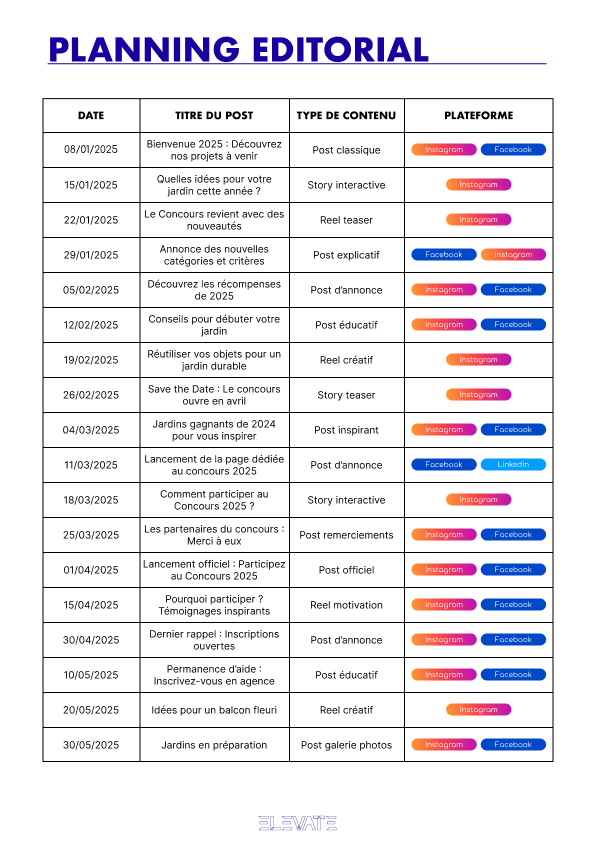 PLANNING EDITORIAL
DATE TITRE DU POST TYPE DE CONTENU PLATEFORME
08/01/2025 Bienvenue 2025 : Découvrez nos projets à venir Post classique Instagram Facebook
15/01/2025 Quelles idées pour votre jardin cette année ? Story interactive Instagram
22/01/2025 Le Concours revient avec des nouveautés Reel teaser Instagram
29/01/2025 Annonce des nouvelles catégories et critères Post explicatif Facebook Instagram
05/02/2025 Découvrez les récompenses de 2025 Post d'annonce Instagram Facebook
12/02/2025 Conseils pour débuter votre jardin Post éducatif Instagram Facebook
19/02/2025 Réutiliser vos objets pour un jardin durable Reel créatif Instagram
26/02/2025 Save the Date : Le concours ouvre en avril Story teaser Instagram
04/03/2025 Jardins gagnants de 2024 pour vous inspirer Post inspirant Instagram Facebook
11/03/2025 Lancement de la page dédiée au concours 2025 Post d'annonce Facebook Linkedin
18/03/2025 Comment participer au Concours 2025 ? Story interactive Instagram
25/03/2025 Les partenaires du concours : Merci à eux Post remerciements Instagram Facebook
01/04/2025 Lancement officiel : Participez au Concours 2025 Post officiel Instagram Facebook
15/04/2025 Pourquoi participer ? Témoignages inspirants Reel motivation Instagram Facebook
30/04/2025 Dernier rappel : Inscriptions ouvertes Post d'annonce Instagram Facebook
10/05/2025 Permanence d'aide : Inscrivez-vous en agence Post éducatif Instagram Facebook
20/05/2025 Idées pour un balcon fleuri Reel créatif Instagram
30/05/2025 Jardins en préparation Post galerie photos Instagram Facebook
ELEVATE